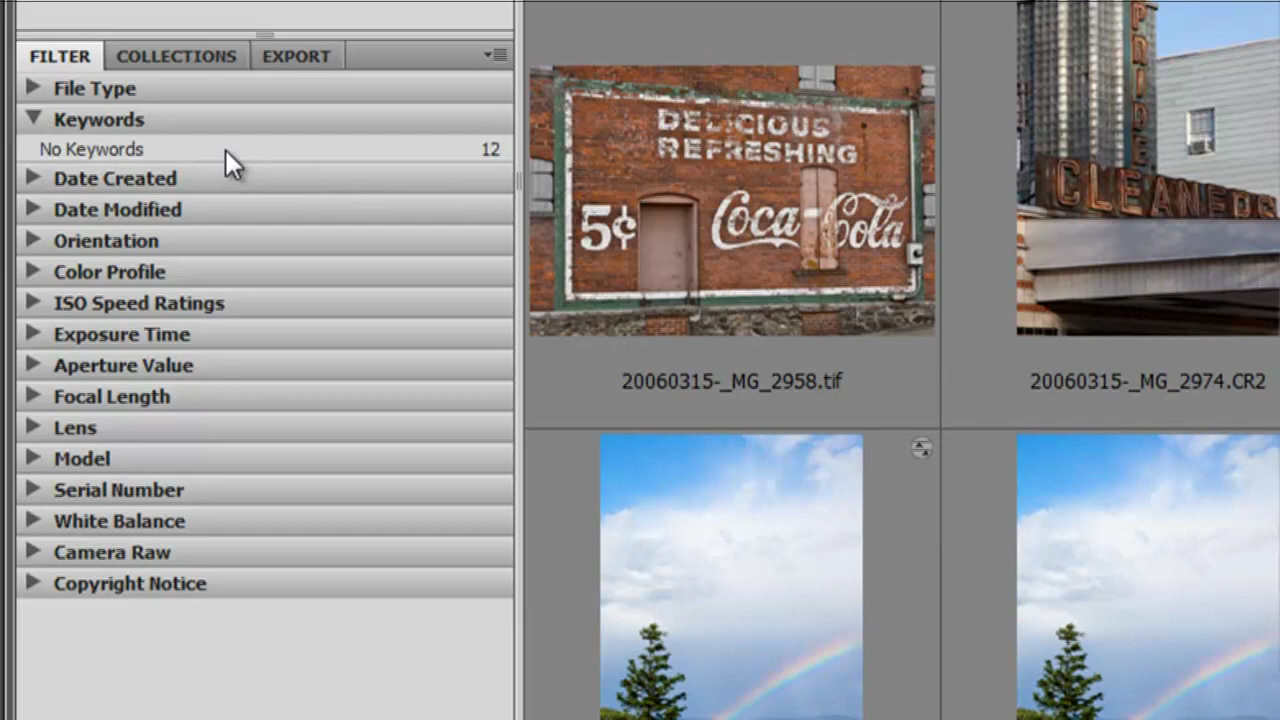 FILTER COLLECTIONS EXPORT
File Type
Keywords
No Keywords 12
Date Created
Date Modified
Orientation
Color Profile
ISO Speed Ratings
Exposure Time
Aperture Value
Focal Length
Lens
Model
Serial Number
White Balance
Camera Raw
Copyright Notice
DELICIOUS
REFRESHING
5¢ Coca-Cola
20060315-_MG_2958.tif
PRIDE
CLEANERS
20060315-_MG_2974.CR2